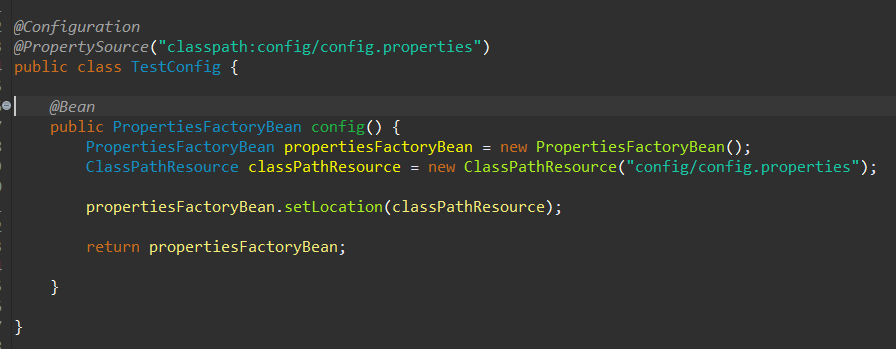 @Configuration
@PropertySource("classpath:config/config.properties")
public class TestConfig {
@Bean
public PropertiesFactoryBean config() {
PropertiesFactoryBean propertiesFactoryBean = new PropertiesFactoryBean();
ClassPathResource classPathResource = new ClassPathResource("config/config.properties");
propertiesFactoryBean.setLocation(classPathResource);
return propertiesFactoryBean;
}
}